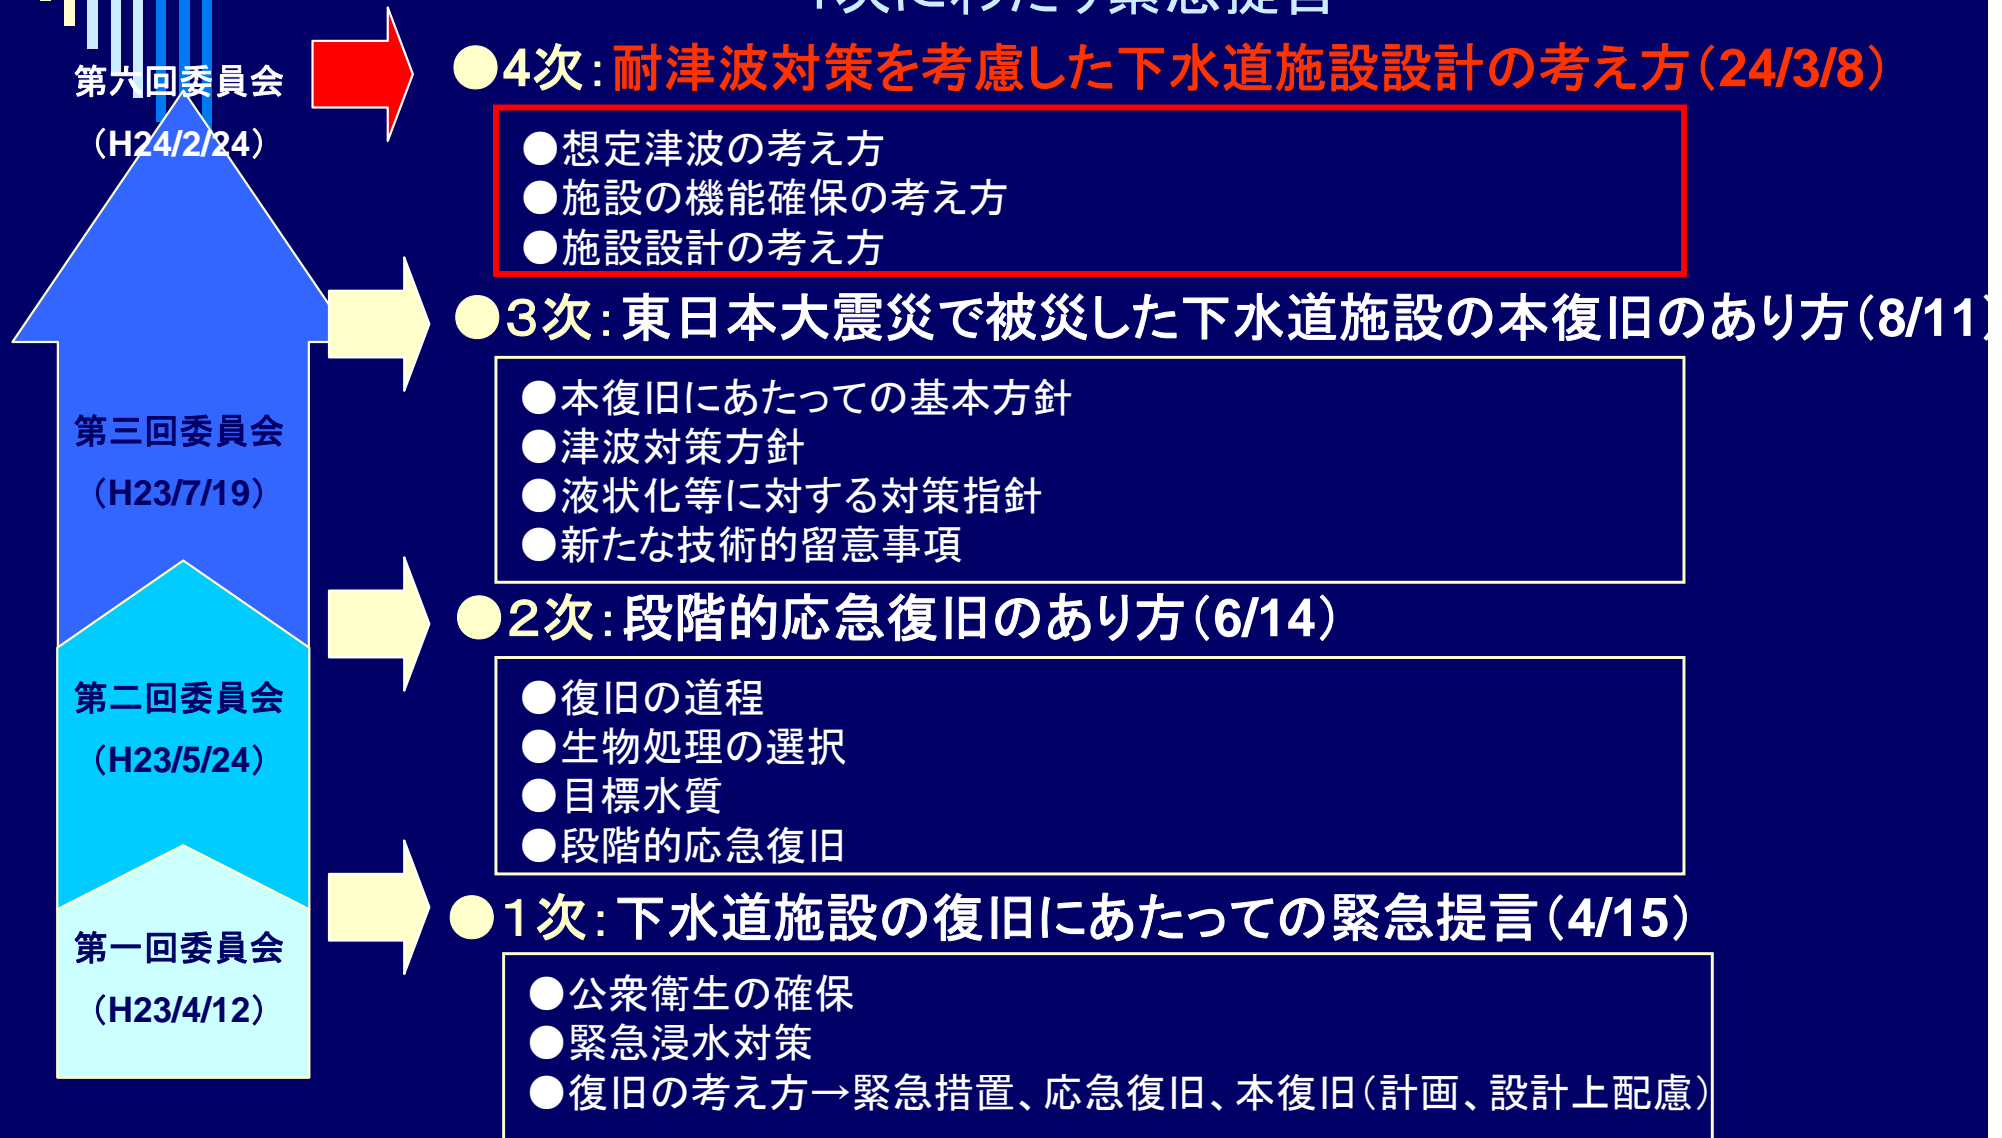 4次にわたり緊急提言
第六回委員会
（H24/2/24）
●4次：耐津波対策を考慮した下水道施設設計の考え方（24/3/8）
●想定津波の考え方
●施設の機能確保の考え方
●施設設計の考え方
●３次：東日本大震災で被災した下水道施設の本復旧のあり方（8/11）
第三回委員会
（H23/7/19）
●本復旧にあたっての基本方針
●津波対策方針
●液状化等に対する対策指針
●新たな技術的留意事項
●２次：段階的応急復旧のあり方（6/14）
第二回委員会
（H23/5/24）
●復旧の道程
●生物処理の選択
●目標水質
●段階的応急復旧
●１次：下水道施設の復旧にあたっての緊急提言（4/15）
第一回委員会
（H23/4/12）
●公衆衛生の確保
●緊急浸水対策
●復旧の考え方→緊急措置、応急復旧、本復旧（計画、設計上配慮）